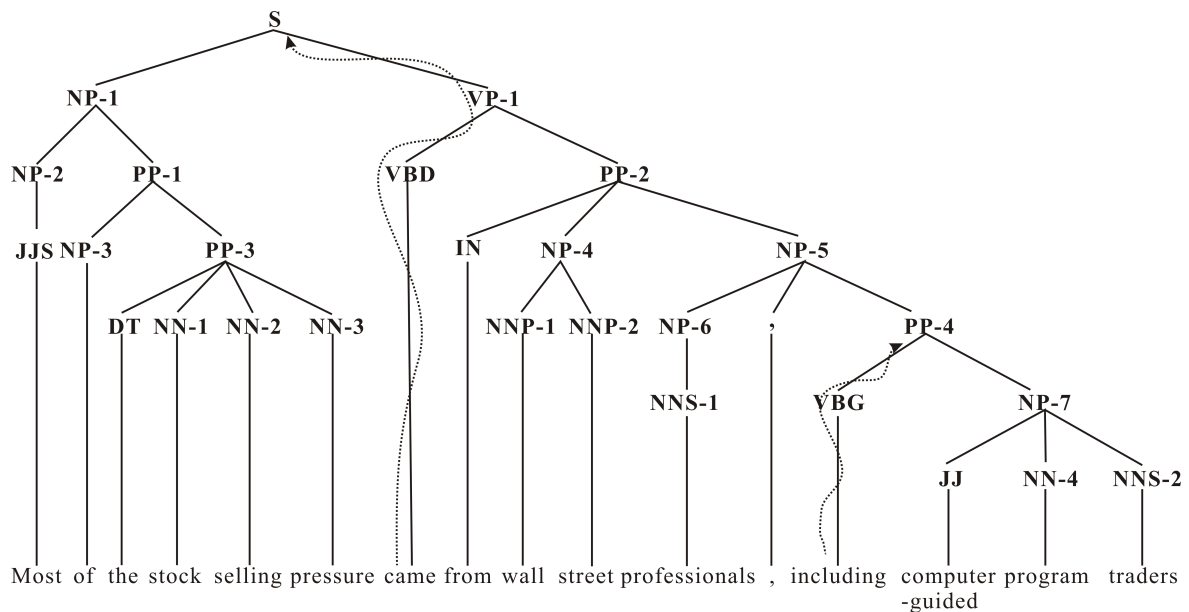 S
NP-1 VP-1
NP-2 PP-1 VBD PP-2
JJS NP-3 PP-3 IN NP-4 NP-5
DT NN-1 NN-2 NN-3 NNP-1 NNP-2 NP-6 , PP-4
NNS-1 VBG NP-7
JJ NN-4 NNS-2
Most of the stock selling pressure came from wall street professionals , including computer program traders
-guided